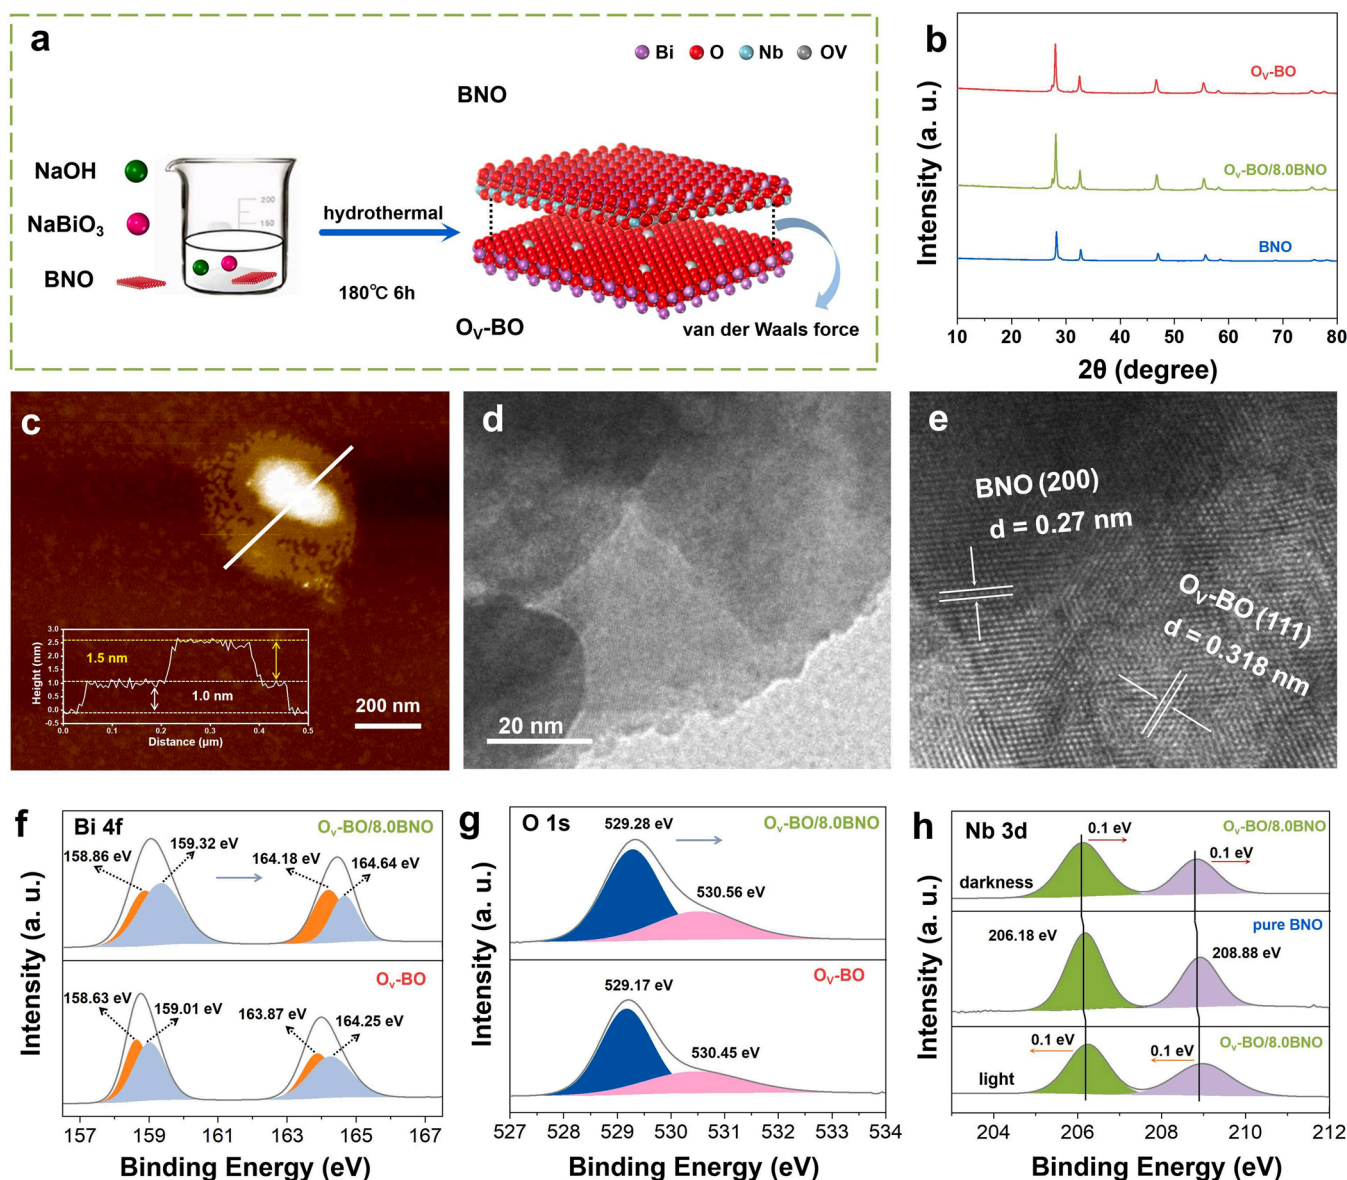 a
Bi O Nb OV
BNO
NaOH
NaBiO₃
BNO
200
150
hydrothermal
180℃ 6h
Oᵥ-BO
van der Waals force
b
Intensity (a. u.)
Oᵥ-BO
Oᵥ-BO/8.0BNO
BNO
10 20 30 40 50 60 70 80
2θ (degree)
c
Height (nm)
3.0
2.5
2.0
1.5
1.0
0.5
0.0
-0.5
1.5 nm
1.0 nm
0.0 0.1 0.2 0.3 0.4 0.5
Distance (μm)
200 nm
d
20 nm
e
BNO (200)
d = 0.27 nm
Oᵥ-BO (111)
d = 0.318 nm
f
Bi 4f
Oᵥ-BO/8.0BNO
158.86 eV
159.32 eV
164.18 eV
164.64 eV
Oᵥ-BO
158.63 eV
159.01 eV
163.87 eV
164.25 eV
Intensity (a. u.)
157 159 161 163 165 167
Binding Energy (eV)
g
O 1s
529.28 eV
Oᵥ-BO/8.0BNO
530.56 eV
529.17 eV
Oᵥ-BO
530.45 eV
Intensity (a. u.)
527 528 529 530 531 532 533 534
Binding Energy (eV)
h
Nb 3d
0.1 eV
Oᵥ-BO/8.0BNO
0.1 eV
darkness
pure BNO
206.18 eV
208.88 eV
0.1 eV
0.1 eV
Oᵥ-BO/8.0BNO
light
Intensity (a. u.)
204 206 208 210 212
Binding Energy (eV)